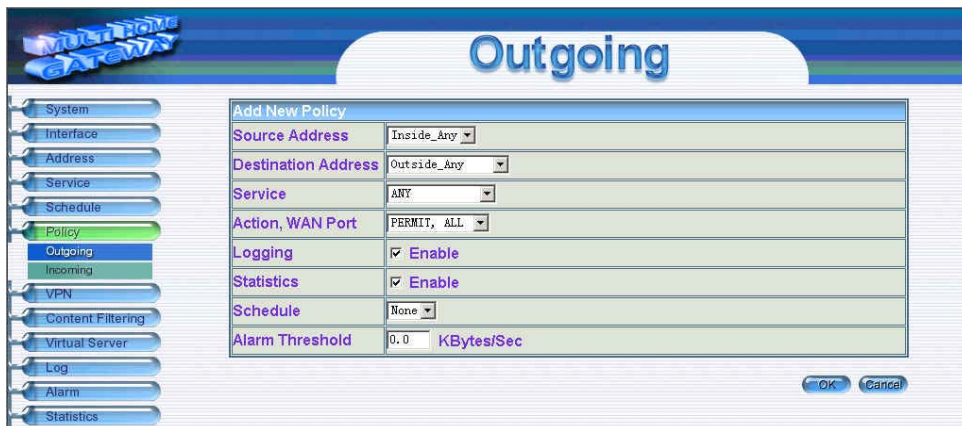 MULTI HOME
GATEWAY
Outgoing
System
Interface
Address
Service
Schedule
Policy
Outgoing
Incoming
VPN
Content Filtering
Virtual Server
Log
Alarm
Statistics
Add New Policy
Source Address Inside_Any
Destination Address Outside_Any
Service ANY
Action, WAN Port PERMIT, ALL
Logging Enable
Statistics Enable
Schedule None
Alarm Threshold 0.0 KBytes/Sec
OK Cancel